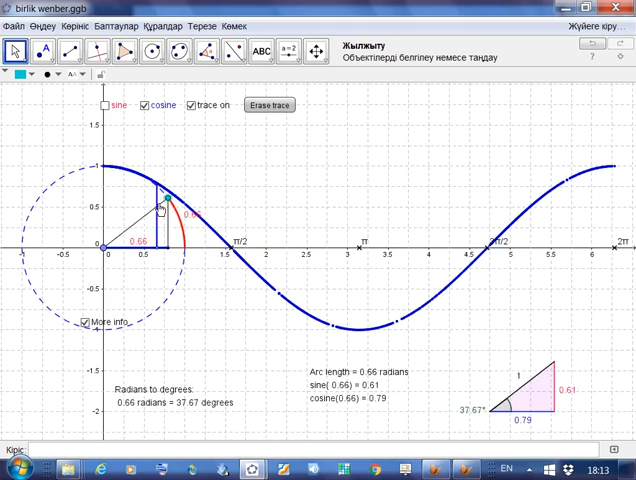 birlik wenber.ggb
Файл Өңдеу Көрініс Баптаулар Құралдар Терезе Көмек
Жүйеге кіру...
A
ABC
a=2
Жылжыту
Объектілерді белгілеу немесе таңдау
AA
sine cosine trace on Erase trace
1.5
1
0.5
0.66
0.66
π/2 π 2π
-1 -0.5 0 0 0.5 1 1.5 2 2.5 3 3.5 4 4.5 5 5.5 6
-0.5
-1
More info
-1.5
-2
Radians to degrees:
0.66 radians = 37.67 degrees
Arc length = 0.66 radians
sine( 0.66) = 0.61
cosine(0.66) = 0.79
1
0.61
37.67°
0.79
Кіріс:
EN
18:13